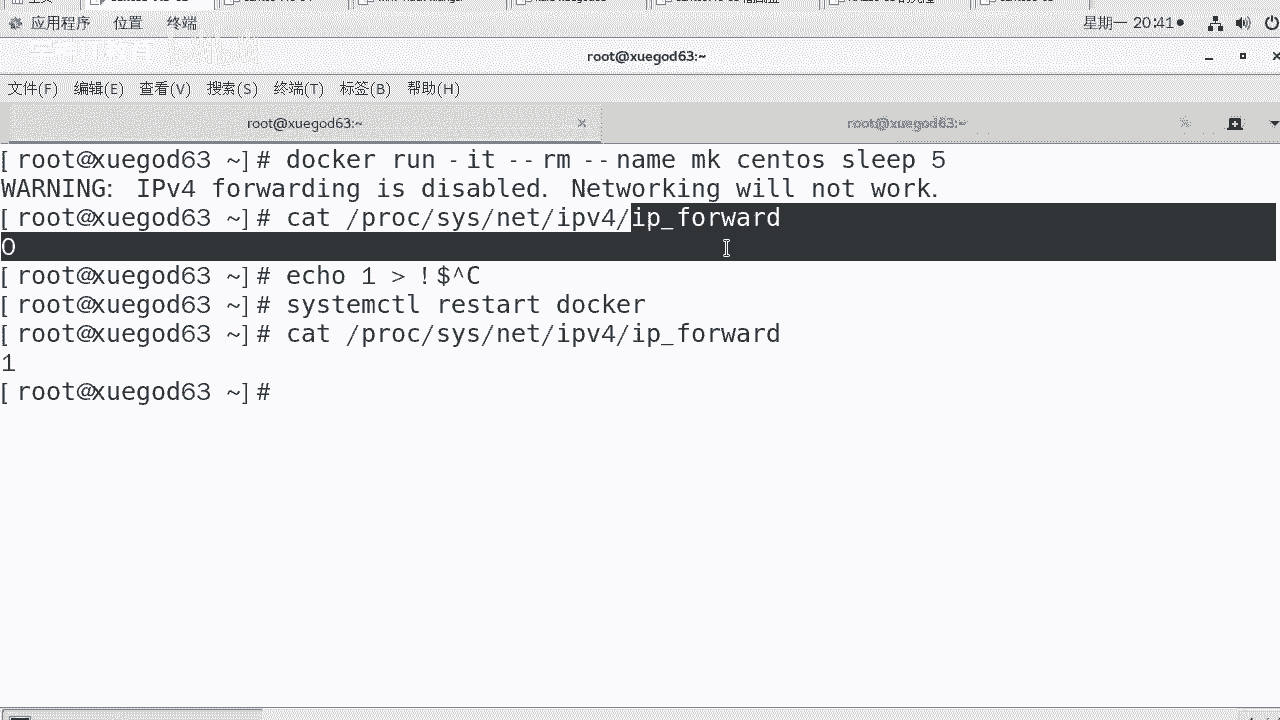 应用程序 位置 终端 星期一 20:41
root@xuegod63:~
文件(F) 编辑(E) 查看(V) 搜索(S) 终端(T) 标签(B) 帮助(H)
root@xuegod63:~ × root@xuegod63:~ ×
[root@xuegod63 ~]# docker run -it --rm --name mk centos sleep 5
WARNING: IPv4 forwarding is disabled. Networking will not work.
[root@xuegod63 ~]# cat /proc/sys/net/ipv4/ip_forward
0
[root@xuegod63 ~]# echo 1 > !$^C
[root@xuegod63 ~]# systemctl restart docker
[root@xuegod63 ~]# cat /proc/sys/net/ipv4/ip_forward
1
[root@xuegod63 ~]#